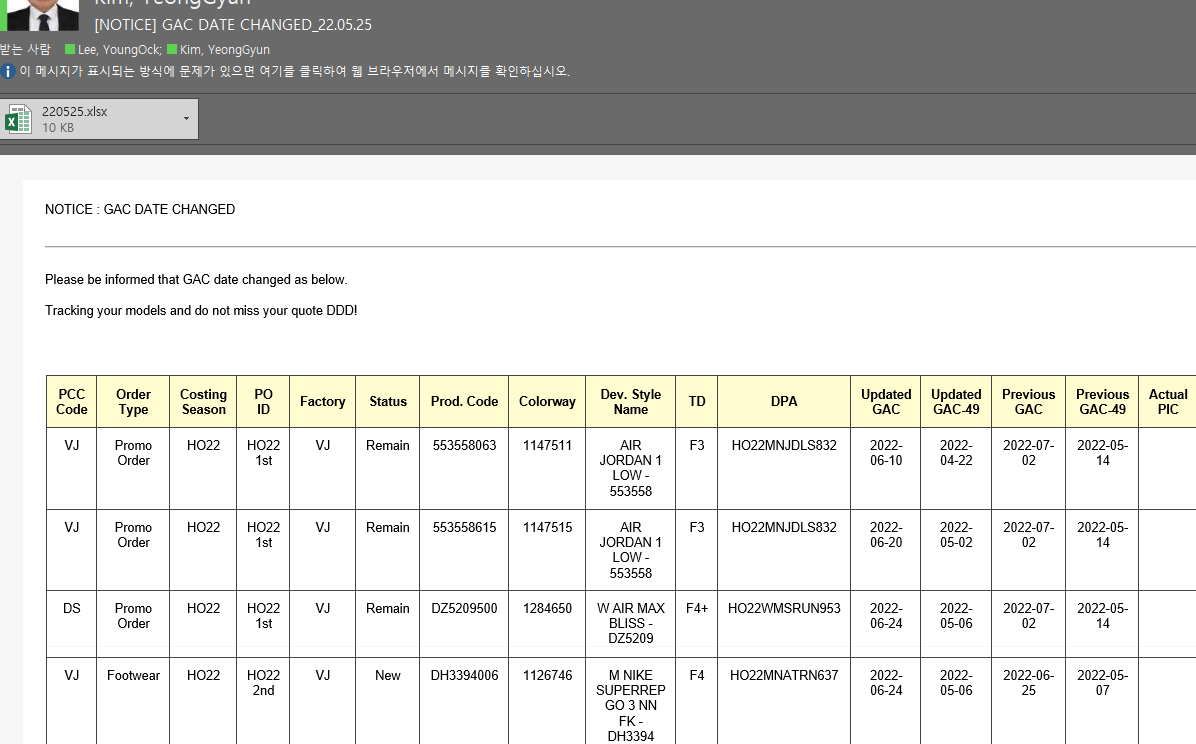 Kim, YeongGyun
[NOTICE] GAC DATE CHANGED_22.05.25
받는 사람 Lee, YoungOck; Kim, YeongGyun
이 메시지가 표시되는 방식에 문제가 있으면 여기를 클릭하여 웹 브라우저에서 메시지를 확인하십시오.
220525.xlsx
10 KB
NOTICE : GAC DATE CHANGED
Please be informed that GAC date changed as below.
Tracking your models and do not miss your quote DDD!
PCC Code Order Type Costing Season PO ID Factory Status Prod. Code Colorway Dev. Style Name TD DPA Updated GAC Updated GAC-49 Previous GAC Previous GAC-49 Actual PIC
VJ Promo Order HO22 HO22 1st VJ Remain 553558063 1147511 AIR JORDAN 1 LOW - 553558 F3 HO22MNJDLS832 2022-06-10 2022-04-22 2022-07-02 2022-05-14
VJ Promo Order HO22 HO22 1st VJ Remain 553558615 1147515 AIR JORDAN 1 LOW - 553558 F3 HO22MNJDLS832 2022-06-20 2022-05-02 2022-07-02 2022-05-14
DS Promo Order HO22 HO22 1st VJ Remain DZ5209500 1284650 W AIR MAX BLISS - DZ5209 F4+ HO22WMSRUN953 2022-06-24 2022-05-06 2022-07-02 2022-05-14
VJ Footwear HO22 HO22 2nd VJ New DH3394006 1126746 M NIKE SUPERREP GO 3 NN FK - DH3394 F4 HO22MNATRN637 2022-06-24 2022-05-06 2022-06-25 2022-05-07